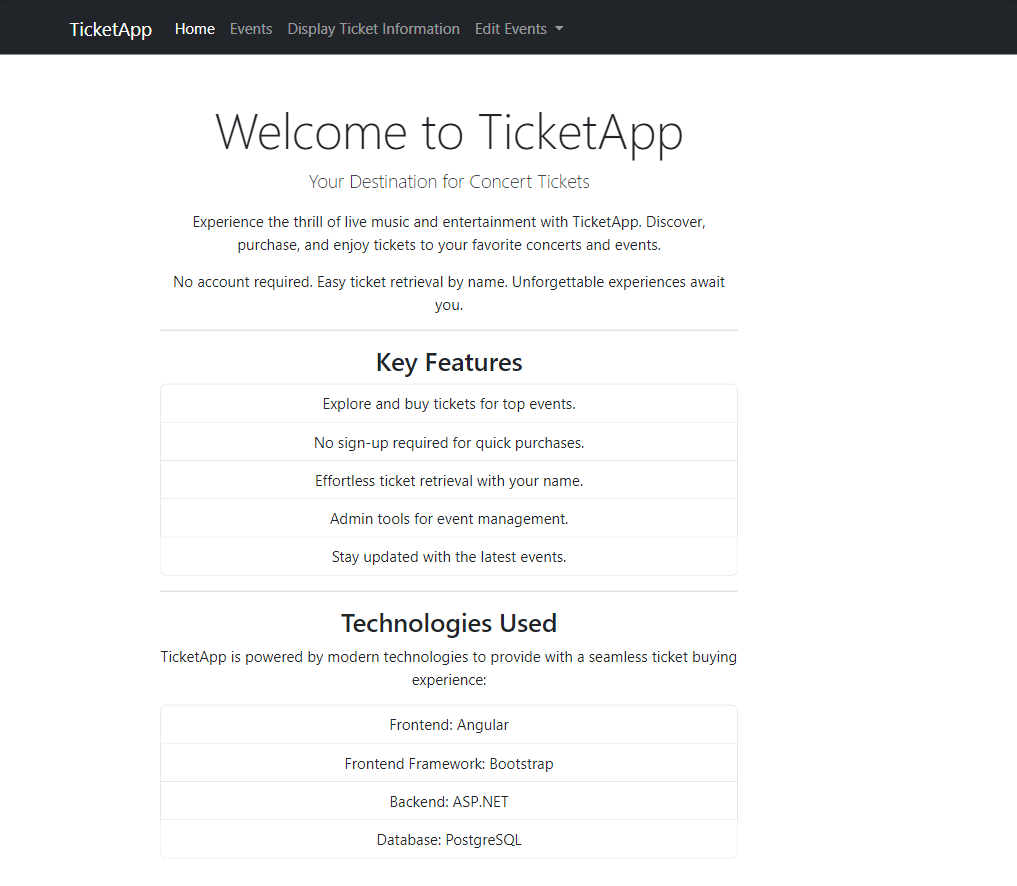 TicketApp Home Events Display Ticket Information Edit Events
Welcome to TicketApp
Your Destination for Concert Tickets
Experience the thrill of live music and entertainment with TicketApp. Discover,
purchase, and enjoy tickets to your favorite concerts and events.
No account required. Easy ticket retrieval by name. Unforgettable experiences await
you.
Key Features
Explore and buy tickets for top events.
No sign-up required for quick purchases.
Effortless ticket retrieval with your name.
Admin tools for event management.
Stay updated with the latest events.
Technologies Used
TicketApp is powered by modern technologies to provide with a seamless ticket buying
experience:
Frontend: Angular
Frontend Framework: Bootstrap
Backend: ASP.NET
Database: PostgreSQL